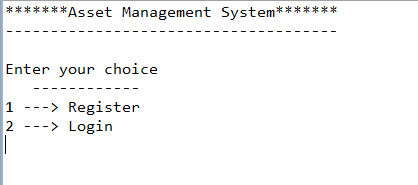 *******Asset Management System*******
-------------------------------------
Enter your choice
------------
1 ---> Register
2 ---> Login